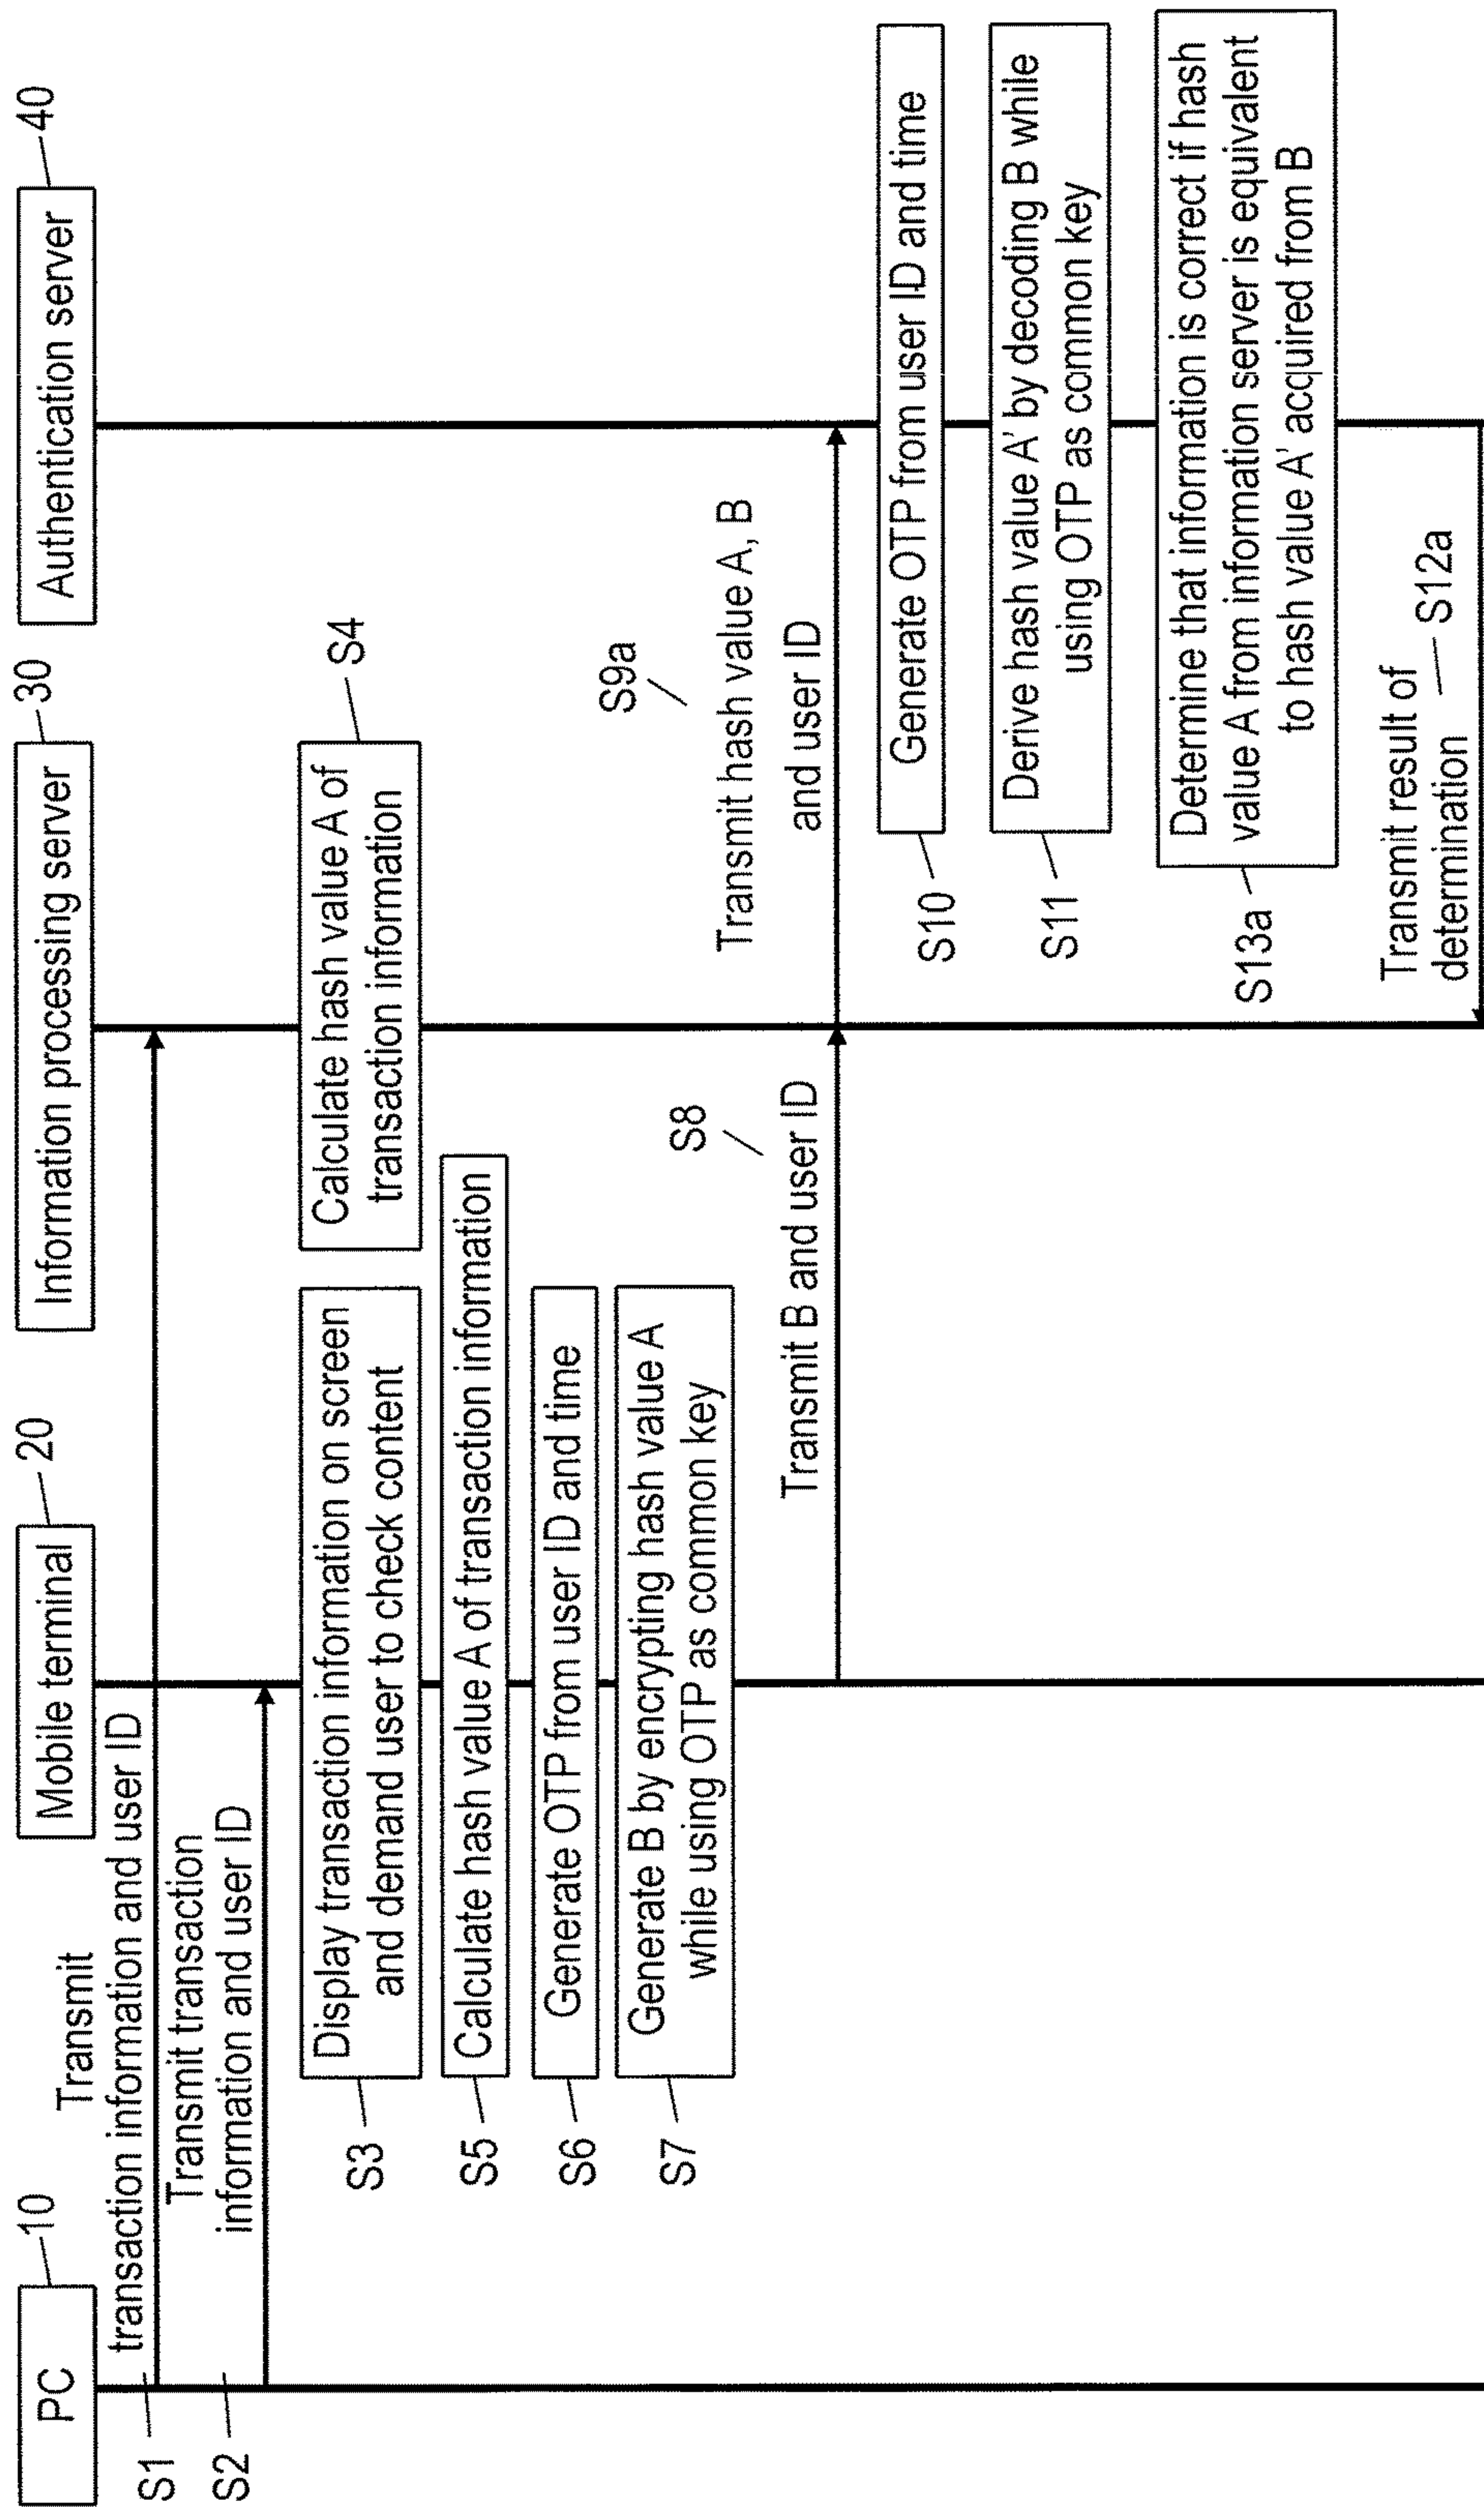 PC
10
Mobile terminal
20
Information processing server
30
Authentication server
40
S1
Transmit
transaction information and user ID
S2
Transmit transaction
information and user ID
S3
Display transaction information on screen
and demand user to check content
Calculate hash value A of
transaction information
S4
S5
Calculate hash value A of transaction information
S6
Generate OTP from user ID and time
S7
Generate B by encrypting hash value A
while using OTP as common key
S8
Transmit B and user ID
S9a
Transmit hash value A, B
and user ID
S10
Generate OTP from user ID and time
S11
Derive hash value A' by decoding B while
using OTP as common key
S13a
Determine that information is correct if hash
value A from information server is equivalent
to hash value A' acquired from B
Transmit result of
determination
S12a